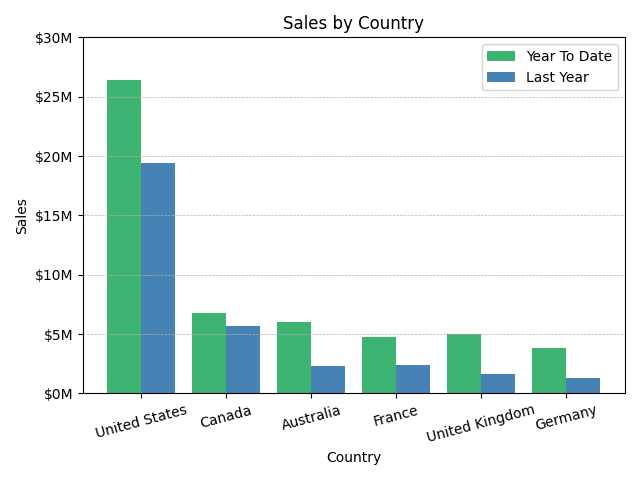 Sales by Country
$30M
$25M
$20M
$15M
$10M
$5M
$0M
Sales
Year To Date
Last Year
United States
Canada
Australia
France
United Kingdom
Germany
Country